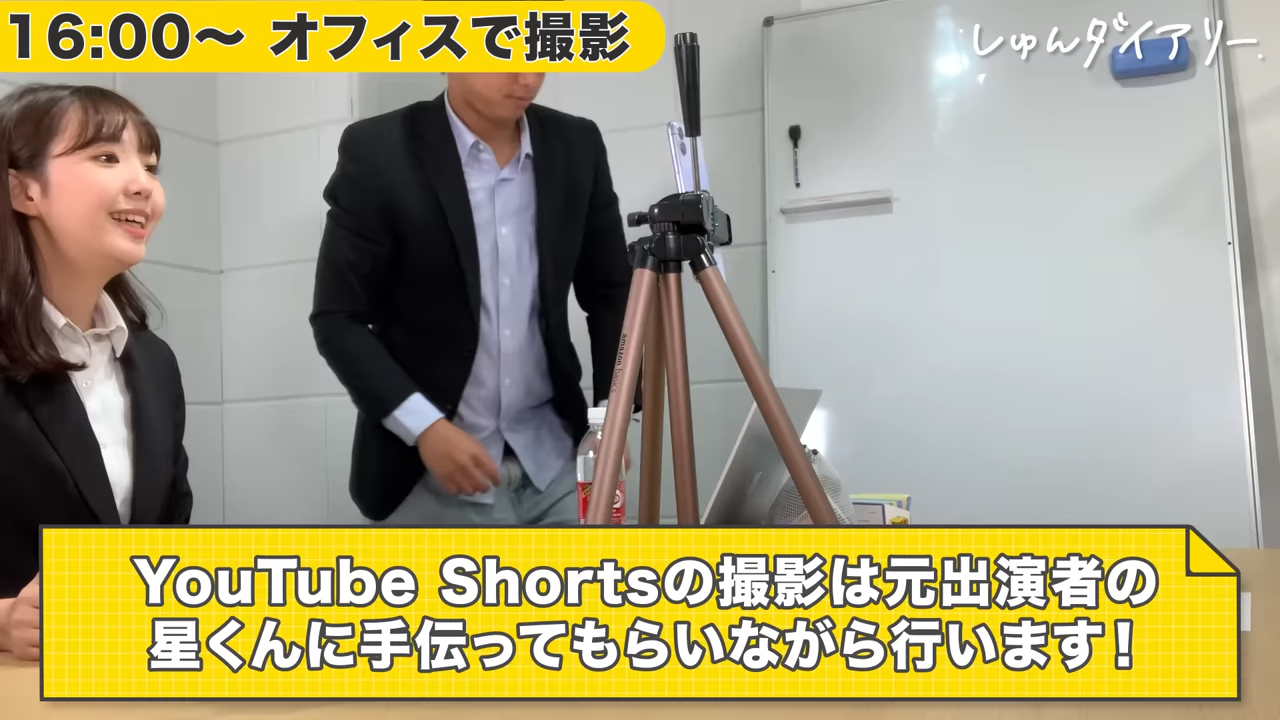 16:00〜 オフィスで撮影
しゅんダイアリー.
amazon basics
YouTube Shortsの撮影は元出演者の
星くんに手伝ってもらいながら行います!